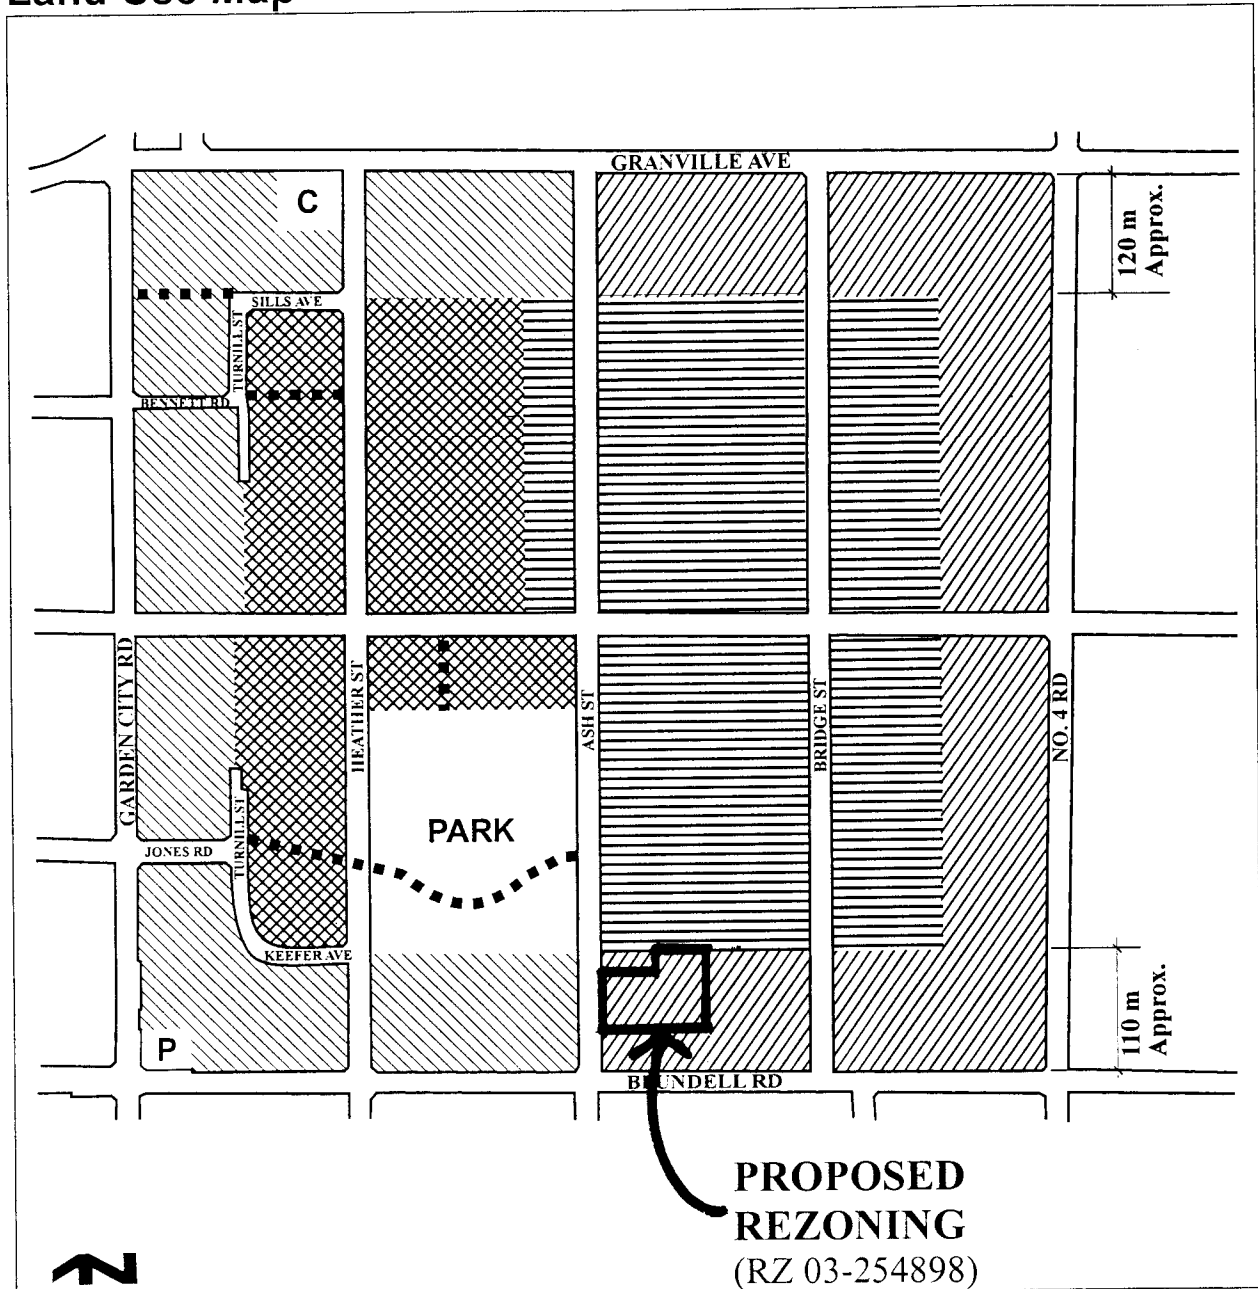 Land Use Map
GRANVILLE AVE
C
120 m
Approx.
SILLS AVE
TURNILL ST
BENNETT RD
GARDEN CITY RD
HEATHER ST
ASH ST
BRIDGE ST
NO. 4 RD
PARK
JONES RD
TURNILL ST
KEEFER AVE
P
110 m
Approx.
BLUNDELL RD
PROPOSED
REZONING
(RZ 03-254898)
N